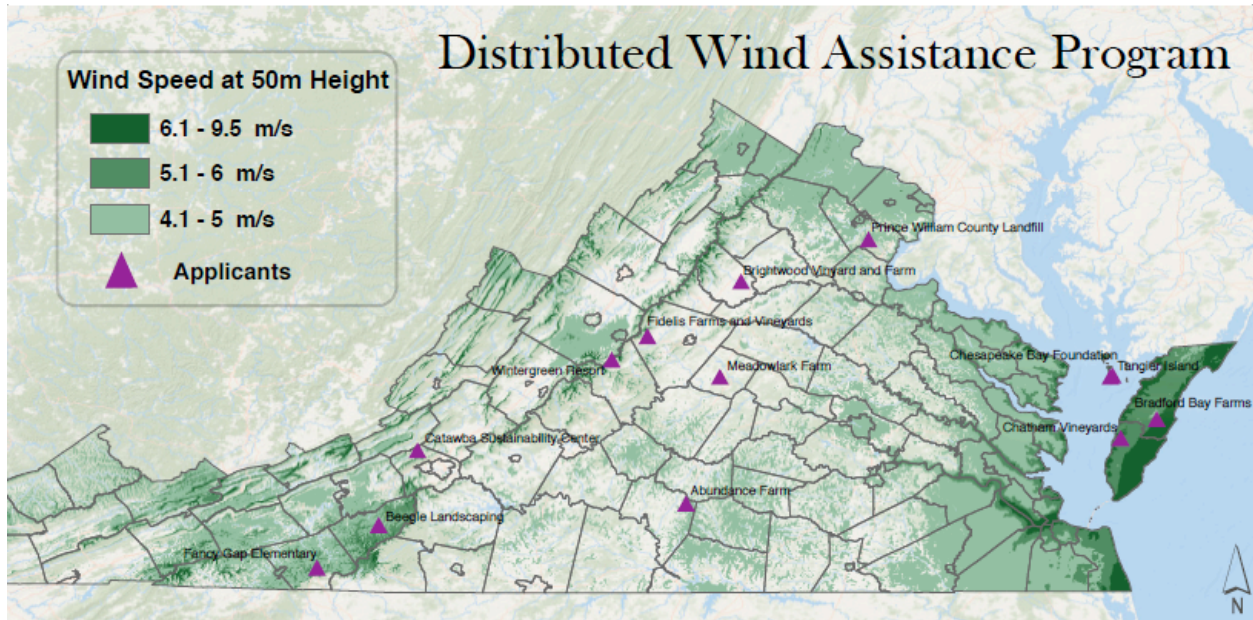 Distributed Wind Assistance Program
Wind Speed at 50m Height
6.1 - 9.5 m/s
5.1 - 6 m/s
4.1 - 5 m/s
Applicants
Prince William County Landfill
Brightwood Vinyard and Farm
Fidelis Farms and Vineyards
Wintergreen Resort
Meadowlark Farm
Chesapeake Bay Foundation
Tangier Island
Bradford Bay Farms
Chatham Vineyards
Catawba Sustainability Center
Abundance Farm
Beegle Landscaping
Fancy Gap Elementary
N